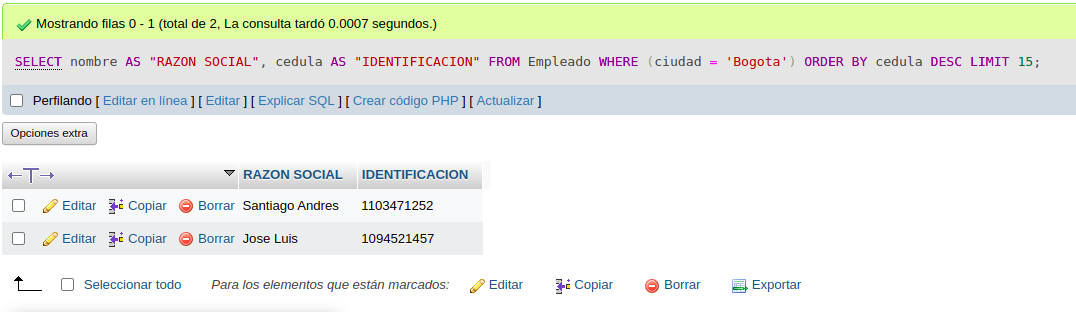 Mostrando filas 0 - 1 (total de 2, La consulta tardó 0.0007 segundos.)
SELECT nombre AS "RAZON SOCIAL", cedula AS "IDENTIFICACION" FROM Empleado WHERE (ciudad = 'Bogota') ORDER BY cedula DESC LIMIT 15;
Perfilando [ Editar en línea ] [ Editar ] [ Explicar SQL ] [ Crear código PHP ] [ Actualizar ]
Opciones extra
RAZON SOCIAL IDENTIFICACION
Editar Copiar Borrar Santiago Andres 1103471252
Editar Copiar Borrar Jose Luis 1094521457
Seleccionar todo Para los elementos que están marcados: Editar Copiar Borrar Exportar